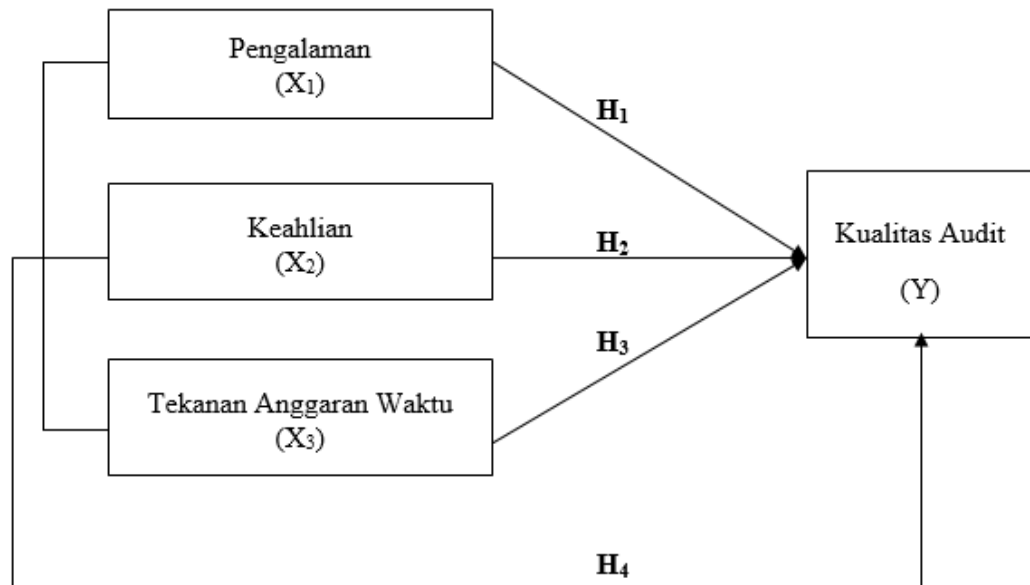 Pengalaman
(X₁)
H₁
Keahlian
(X₂)
H₂
Kualitas Audit
(Y)
H₃
Tekanan Anggaran Waktu
(X₃)
H₄